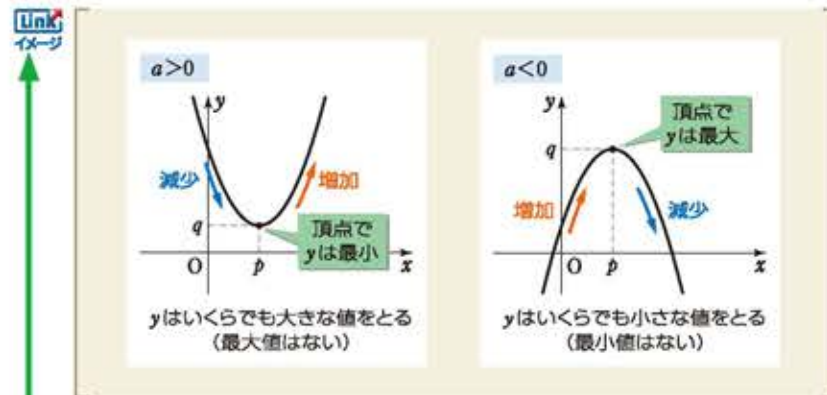 Link
イメージ
a>0
y
減少
増加
q
頂点で
yは最小
O
p
x
yはいくらでも大きな値をとる
（最大値はない）
a<0
y
頂点で
yは最大
q
増加
減少
O
p
x
yはいくらでも小さな値をとる
（最小値はない）